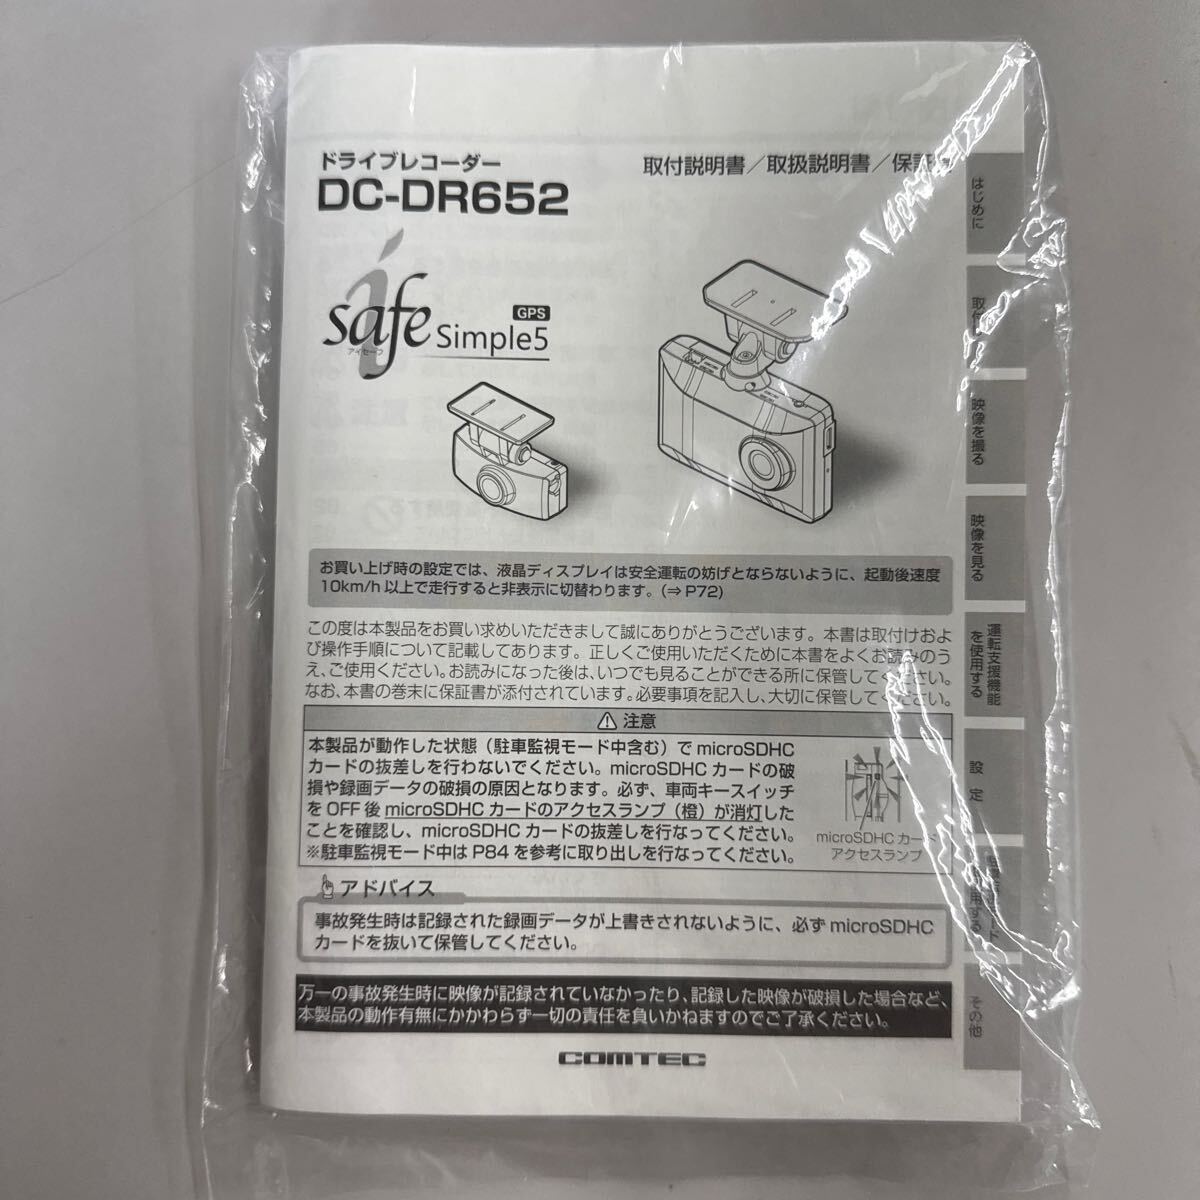 ドライブレコーダー
DC-DR652
取付説明書／取扱説明書／保証
i safe
アイセーフ
GPS
Simple5
お買い上げ時の設定では、液晶ディスプレイは安全運転の妨げとならないように、起動後速度
10km/h 以上で走行すると非表示に切替わります。(⇒P72)
この度は本製品をお買い求めいただきまして誠にありがとうございます。本書は取付けおよ
び操作手順について記載してあります。正しくご使用いただくために本書をよくお読みのう
え、ご使用ください。お読みになった後は、いつでも見ることができる所に保管してください。
なお、本書の巻末に保証書が添付されています。必要事項を記入し、大切に保管してください。
注意
本製品が動作した状態（駐車監視モード中含む）で microSDHC
カードの抜差しを行わないでください。microSDHC カードの破
損や録画データの破損の原因となります。必ず、車両キースイッチ
を OFF 後 microSDHC カードのアクセスランプ（橙）が消灯した
ことを確認し、microSDHC カードの抜差しを行なってください。
※駐車監視モード中は P84 を参考に取り出しを行なってください。
microSDHC カード
アクセスランプ
アドバイス
事故発生時は記録された録画データが上書きされないように、必ず microSDHC
カードを抜いて保管してください。
万一の事故発生時に映像が記録されていなかったり、記録した映像が破損した場合など、
本製品の動作有無にかかわらず一切の責任を負いかねますのでご了承ください。
COMTEC
はじめに
取付
映像を撮る
映像を見る
運転支援機能
を使用する
設定
その他